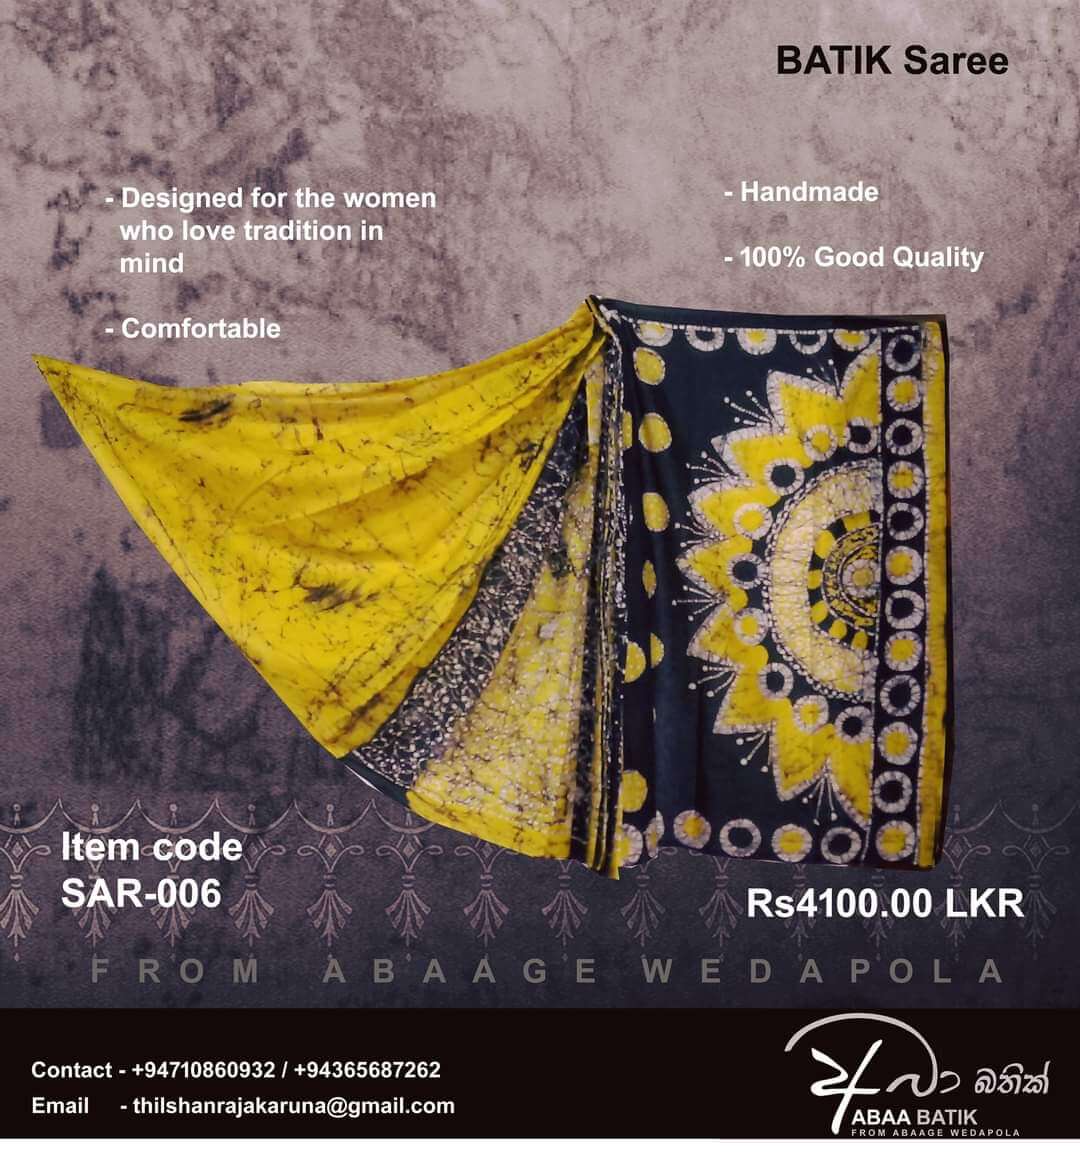 BATIK Saree
- Designed for the women
who love tradition in
mind
- Comfortable
- Handmade
- 100% Good Quality
Item code
SAR-006
Rs4100.00 LKR
FROM ABAAGE WEDAPOLA
Contact - +94710860932 / +94365687262
Email - thilshanrajakaruna@gmail.com
අබා බතික්
ABAA BATIK
FROM ABAAGE WEDAPOLA